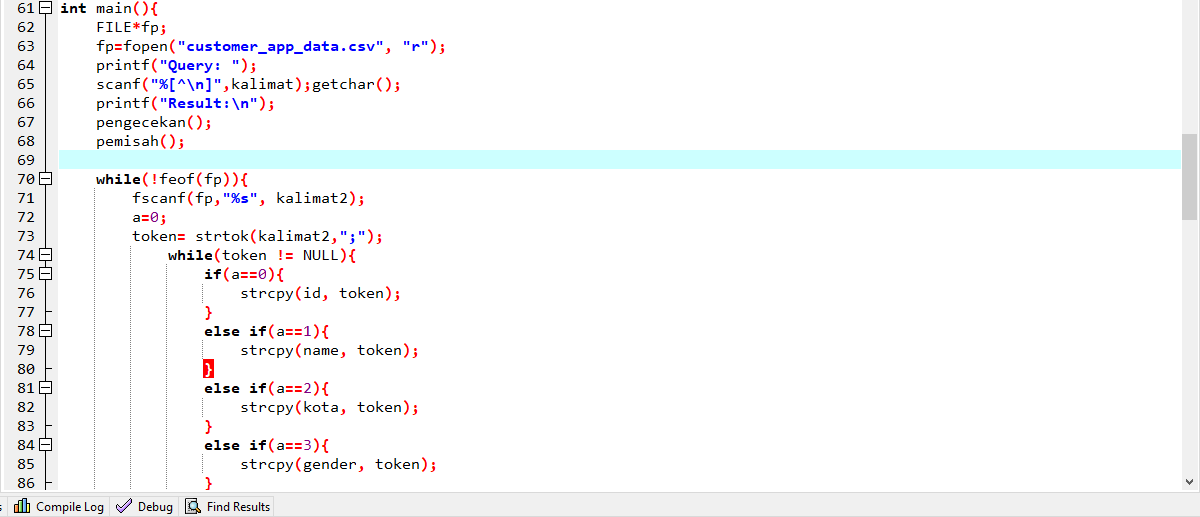 61 int main(){
62 FILE*fp;
63 fp=fopen("customer_app_data.csv", "r");
64 printf("Query: ");
65 scanf("%[^\n]",kalimat);getchar();
66 printf("Result:\n");
67 pengecekan();
68 pemisah();
69
70 while(!feof(fp)){
71 fscanf(fp,"%s", kalimat2);
72 a=0;
73 token= strtok(kalimat2,";");
74 while(token != NULL){
75 if(a==0){
76 strcpy(id, token);
77 }
78 else if(a==1){
79 strcpy(name, token);
80 }
81 else if(a==2){
82 strcpy(kota, token);
83 }
84 else if(a==3){
85 strcpy(gender, token);
86 }
Compile Log Debug Find Results